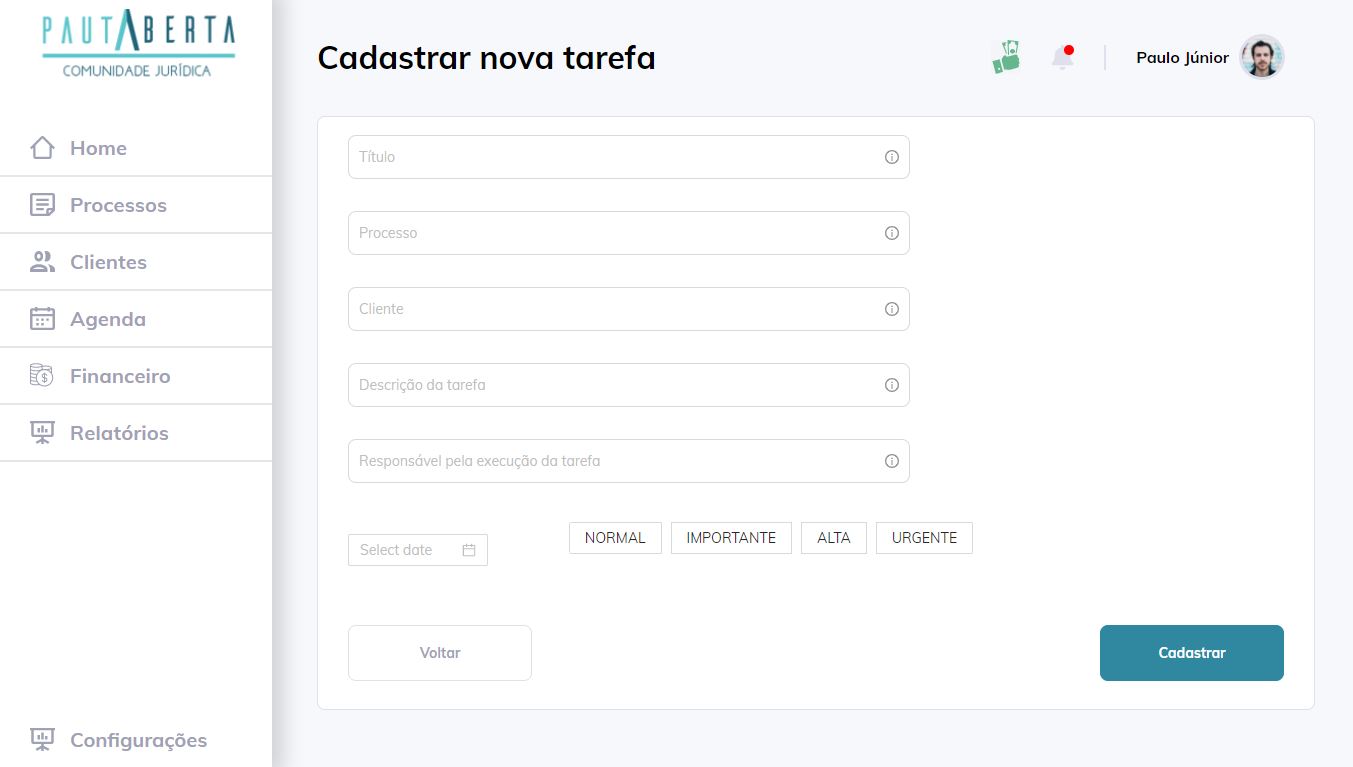 PAUTABERTA
COMUNIDADE JURÍDICA
Home
Processos
Clientes
Agenda
Financeiro
Relatórios
Configurações
Cadastrar nova tarefa
Paulo Júnior
Título
Processo
Cliente
Descrição da tarefa
Responsável pela execução da tarefa
Select date
NORMAL IMPORTANTE ALTA URGENTE
Voltar
Cadastrar